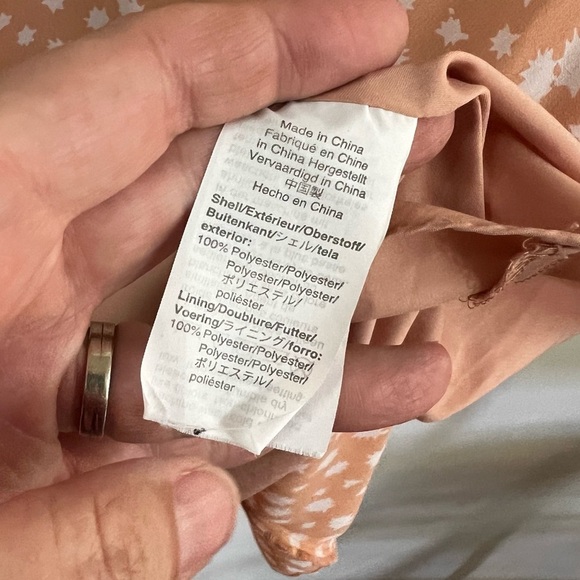 Made in China
Fabriqué en Chine
in China Hergestellt
Vervaardigd in China
中国製
Hecho en China
Shell/Extérieur/Oberstoff/
Buitenkant/シェル/tela
exterior:
100% Polyester/Polyester/
Polyester/Polyester/
ポリエステル/
poliéster
Lining/Doublure/Futter/
Voering/ライニング/forro:
100% Polyester/Polyester/
Polyester/Polyester/
ポリエステル/
poliéster